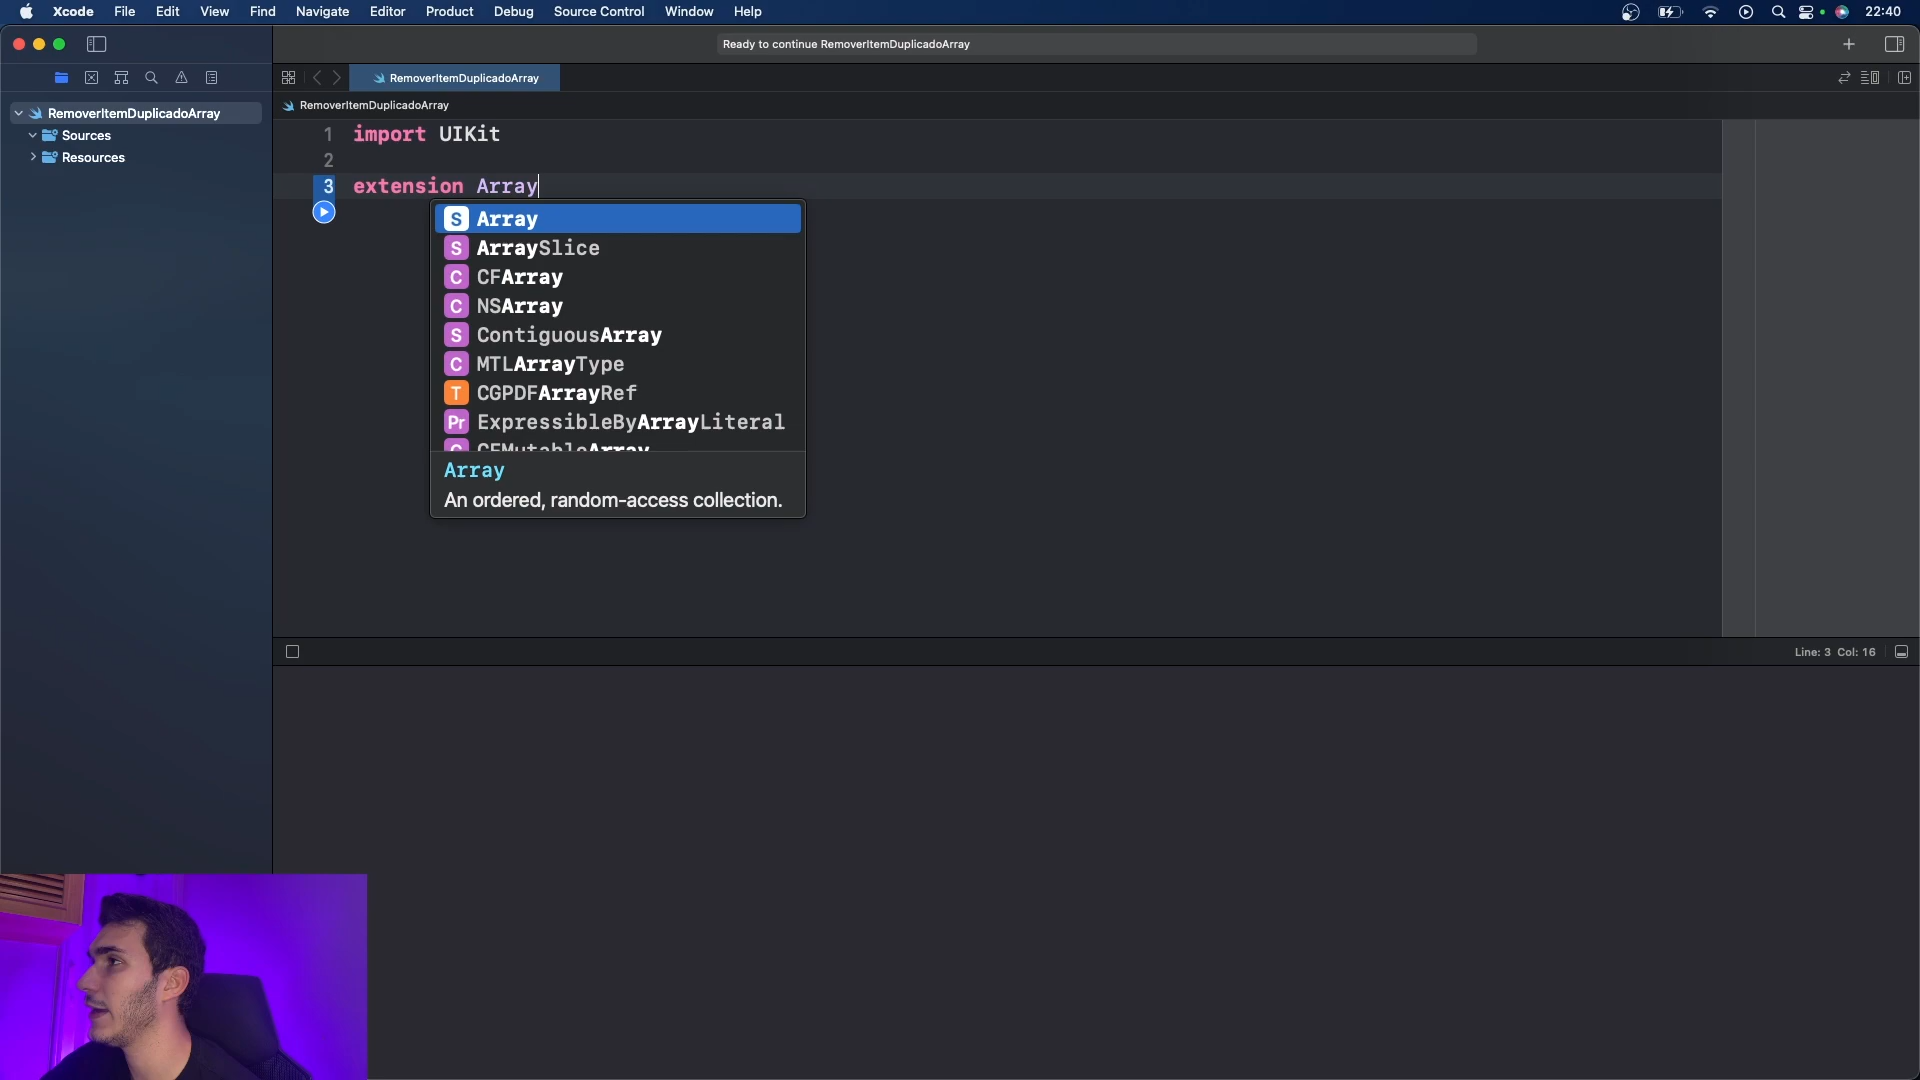 Xcode File Edit View Find Navigate Editor Product Debug Source Control Window Help 22:40
Ready to continue RemoverItemDuplicadoArray
RemoverItemDuplicadoArray
RemoverItemDuplicadoArray
RemoverItemDuplicadoArray
Sources
Resources
1 import UIKit
2
3 extension Array
S Array
S ArraySlice
C CFArray
C NSArray
S ContiguousArray
C MTLArrayType
T CGPDFArrayRef
Pr ExpressibleByArrayLiteral
C CFMutableArray
Array
An ordered, random-access collection.
Line: 3 Col: 16